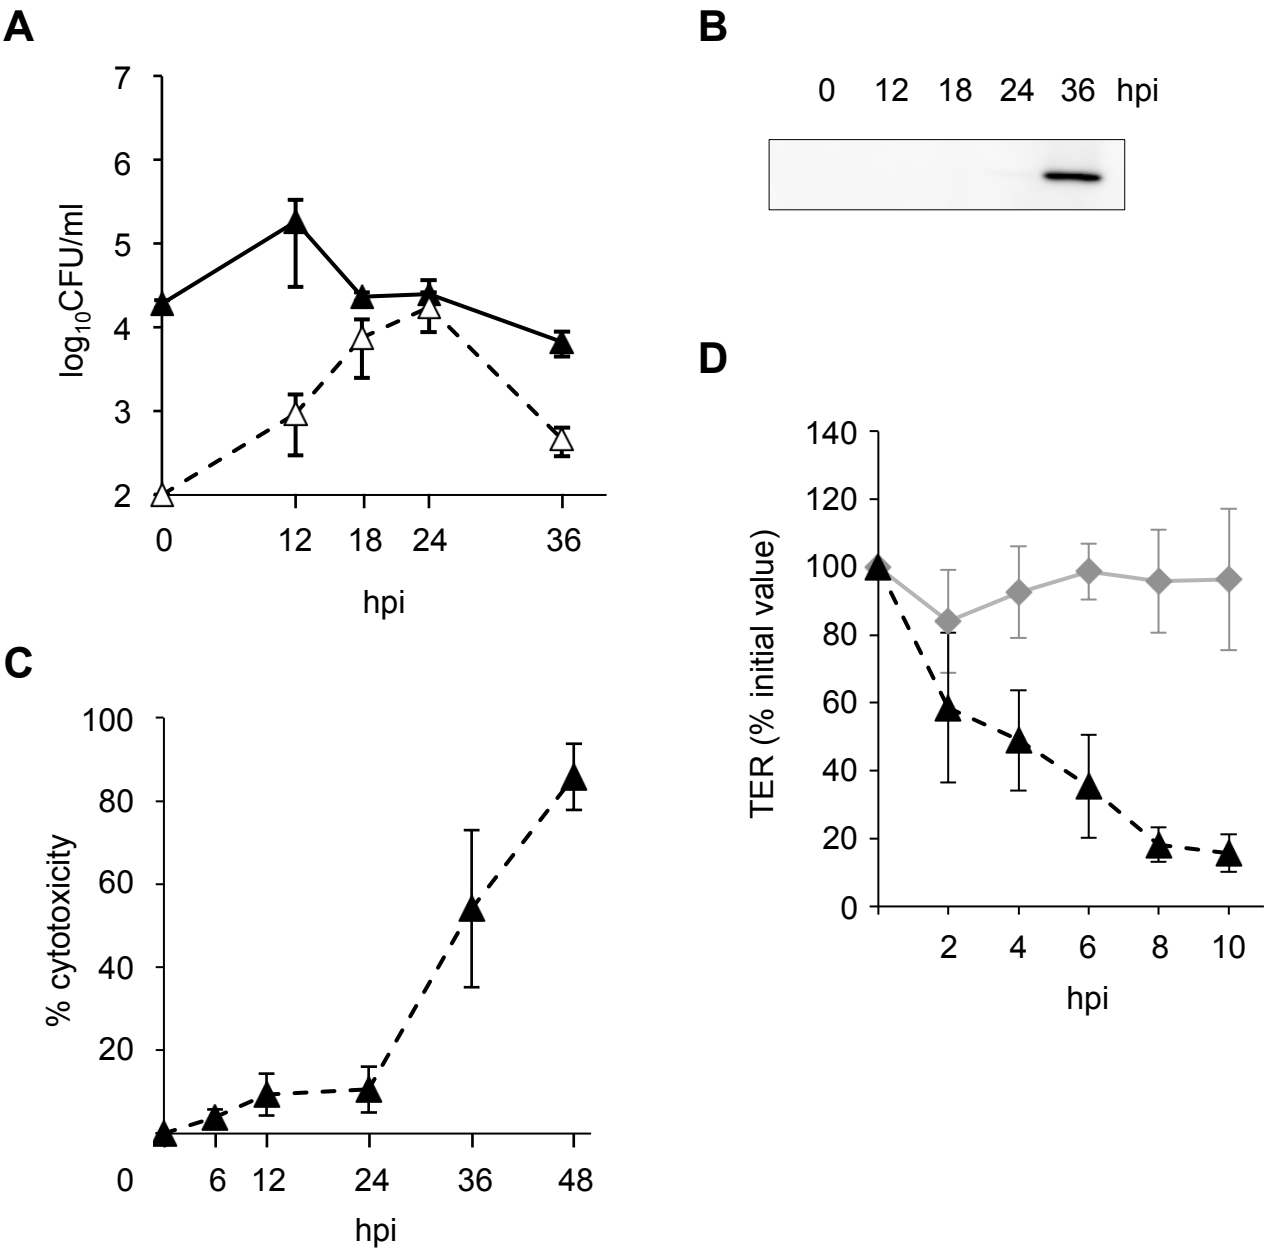 A
7
6
5
4
3
2
log10CFU/ml
0 12 18 24 36
hpi
B
0 12 18 24 36 hpi
C
100
80
60
40
20
% cytotoxicity
0 6 12 24 36 48
hpi
D
140
120
100
80
60
40
20
0
TER (% initial value)
2 4 6 8 10
hpi